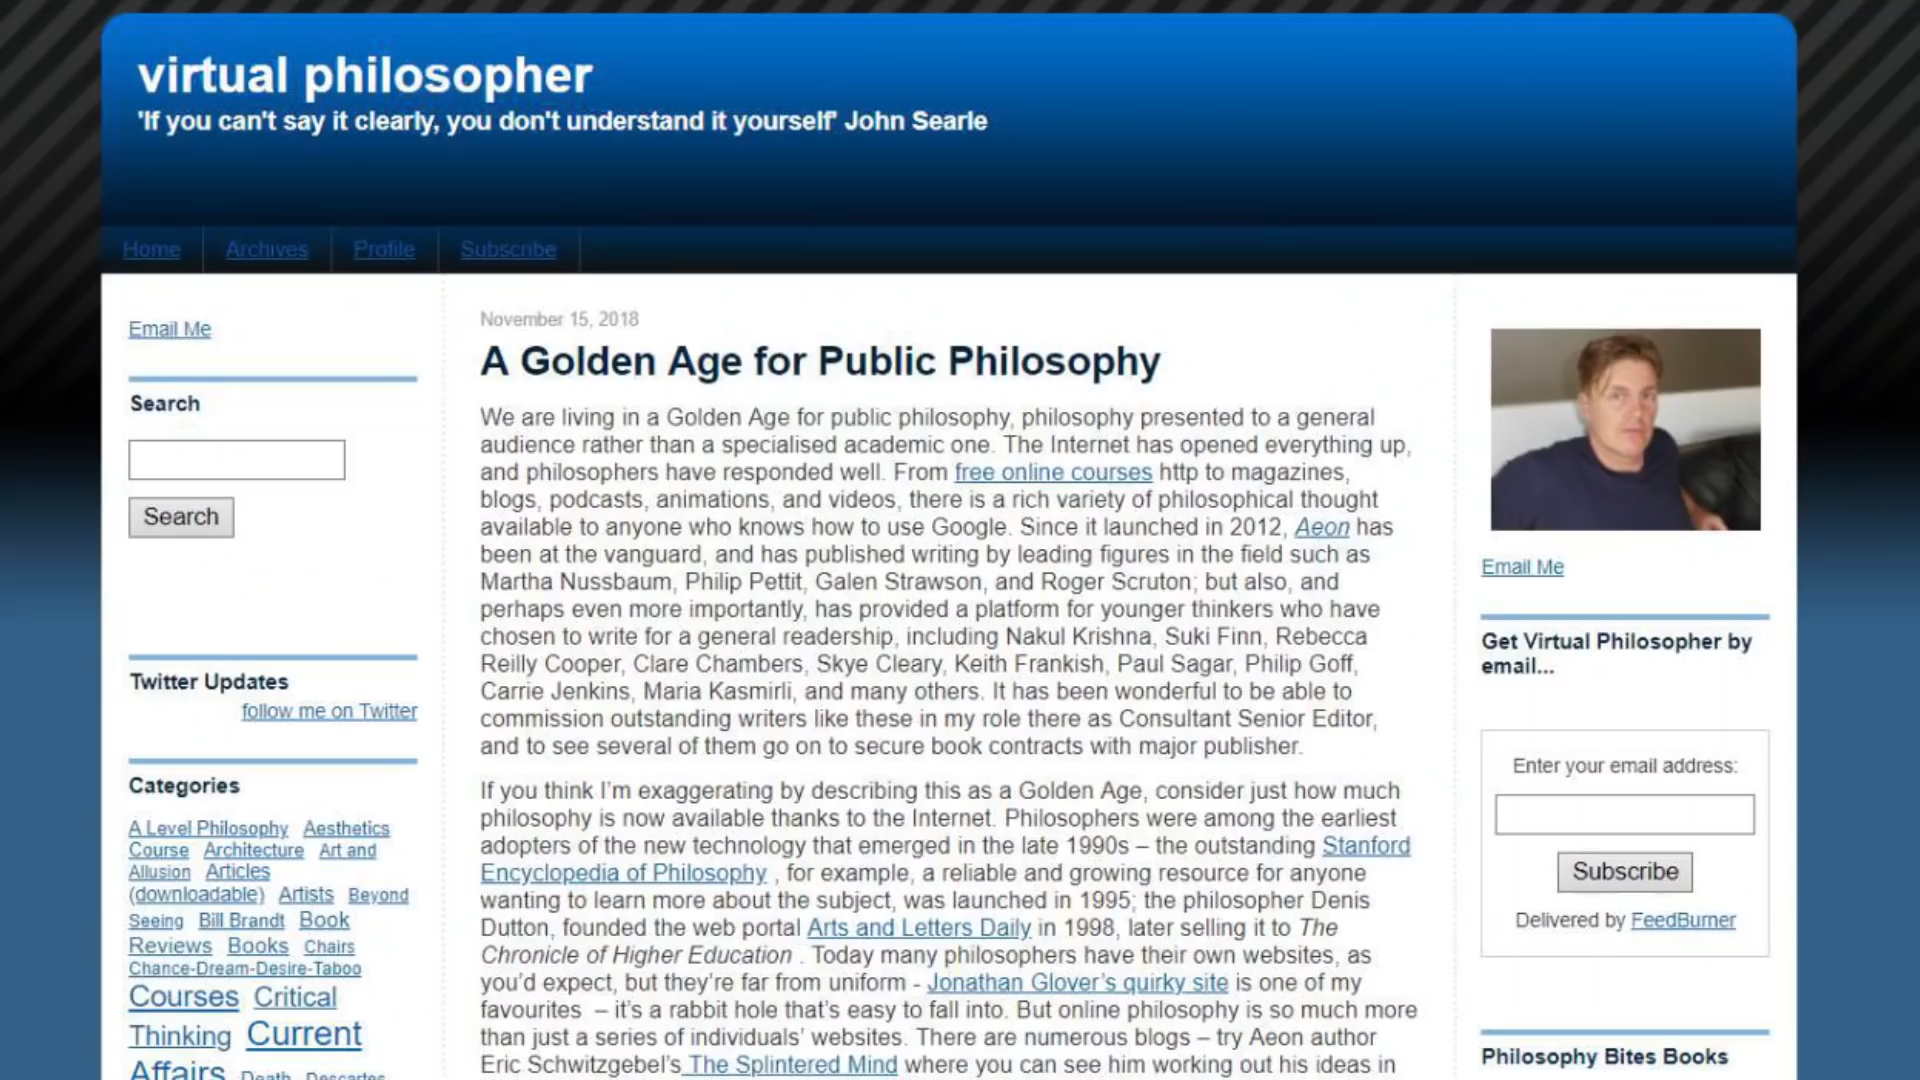 virtual philosopher
'If you can't say it clearly, you don't understand it yourself' John Searle
Home
Archives
Profile
Subscribe
Email Me
Search
Search
Twitter Updates
follow me on Twitter
Categories
A Level Philosophy Aesthetics
Course Architecture Art and
Allusion Articles
(downloadable) Artists Beyond
Seeing Bill Brandt Book
Reviews Books Chairs
Chance-Dream-Desire-Taboo
Courses Critical
Thinking Current
Affairs Death Descartes
November 15, 2018
A Golden Age for Public Philosophy
We are living in a Golden Age for public philosophy, philosophy presented to a general
audience rather than a specialised academic one. The Internet has opened everything up,
and philosophers have responded well. From free online courses http to magazines,
blogs, podcasts, animations, and videos, there is a rich variety of philosophical thought
available to anyone who knows how to use Google. Since it launched in 2012, Aeon has
been at the vanguard, and has published writing by leading figures in the field such as
Martha Nussbaum, Philip Pettit, Galen Strawson, and Roger Scruton; but also, and
perhaps even more importantly, has provided a platform for younger thinkers who have
chosen to write for a general readership, including Nakul Krishna, Suki Finn, Rebecca
Reilly Cooper, Clare Chambers, Skye Cleary, Keith Frankish, Paul Sagar, Philip Goff,
Carrie Jenkins, Maria Kasmirli, and many others. It has been wonderful to be able to
commission outstanding writers like these in my role there as Consultant Senior Editor,
and to see several of them go on to secure book contracts with major publisher.
If you think I'm exaggerating by describing this as a Golden Age, consider just how much
philosophy is now available thanks to the Internet. Philosophers were among the earliest
adopters of the new technology that emerged in the late 1990s – the outstanding Stanford
Encyclopedia of Philosophy , for example, a reliable and growing resource for anyone
wanting to learn more about the subject, was launched in 1995; the philosopher Denis
Dutton, founded the web portal Arts and Letters Daily in 1998, later selling it to The
Chronicle of Higher Education . Today many philosophers have their own websites, as
you'd expect, but they're far from uniform - Jonathan Glover's quirky site is one of my
favourites – it's a rabbit hole that's easy to fall into. But online philosophy is so much more
than just a series of individuals' websites. There are numerous blogs – try Aeon author
Eric Schwitzgebel's The Splintered Mind where you can see him working out his ideas in
Email Me
Get Virtual Philosopher by
email...
Enter your email address:
Subscribe
Delivered by FeedBurner
Philosophy Bites Books